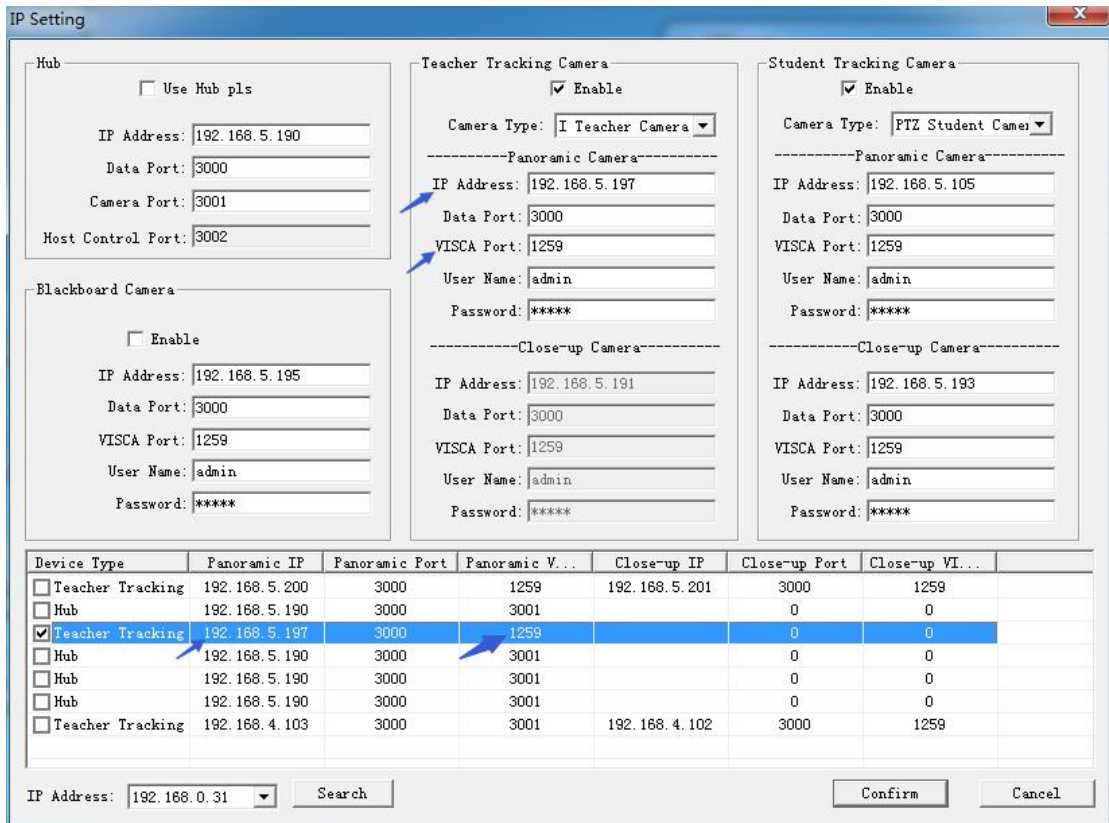 IP Setting
Hub
Use Hub pls
IP Address: 192.168.5.190
Data Port: 3000
Camera Port: 3001
Host Control Port: 3002
Blackboard Camera
Enable
IP Address: 192.168.5.195
Data Port: 3000
VISCA Port: 1259
User Name: admin
Password: *****
Teacher Tracking Camera
Enable
Camera Type: I Teacher Camera
----------Panoramic Camera----------
IP Address: 192.168.5.197
Data Port: 3000
VISCA Port: 1259
User Name: admin
Password: *****
-----------Close-up Camera----------
IP Address: 192.168.5.191
Data Port: 3000
VISCA Port: 1259
User Name: admin
Password: *****
Student Tracking Camera
Enable
Camera Type: PTZ Student Camer
----------Panoramic Camera----------
IP Address: 192.168.5.105
Data Port: 3000
VISCA Port: 1259
User Name: admin
Password: *****
-----------Close-up Camera----------
IP Address: 192.168.5.193
Data Port: 3000
VISCA Port: 1259
User Name: admin
Password: *****
Device Type Panoramic IP Panoramic Port Panoramic V... Close-up IP Close-up Port Close-up VI...
Teacher Tracking 192.168.5.200 3000 1259 192.168.5.201 3000 1259
Hub 192.168.5.190 3000 3001 0 0
Teacher Tracking 192.168.5.197 3000 1259 0 0
Hub 192.168.5.190 3000 3001 0 0
Hub 192.168.5.190 3000 3001 0 0
Hub 192.168.5.190 3000 3001 0 0
Teacher Tracking 192.168.4.103 3000 3001 192.168.4.102 3000 1259
IP Address: 192.168.0.31 Search Confirm Cancel